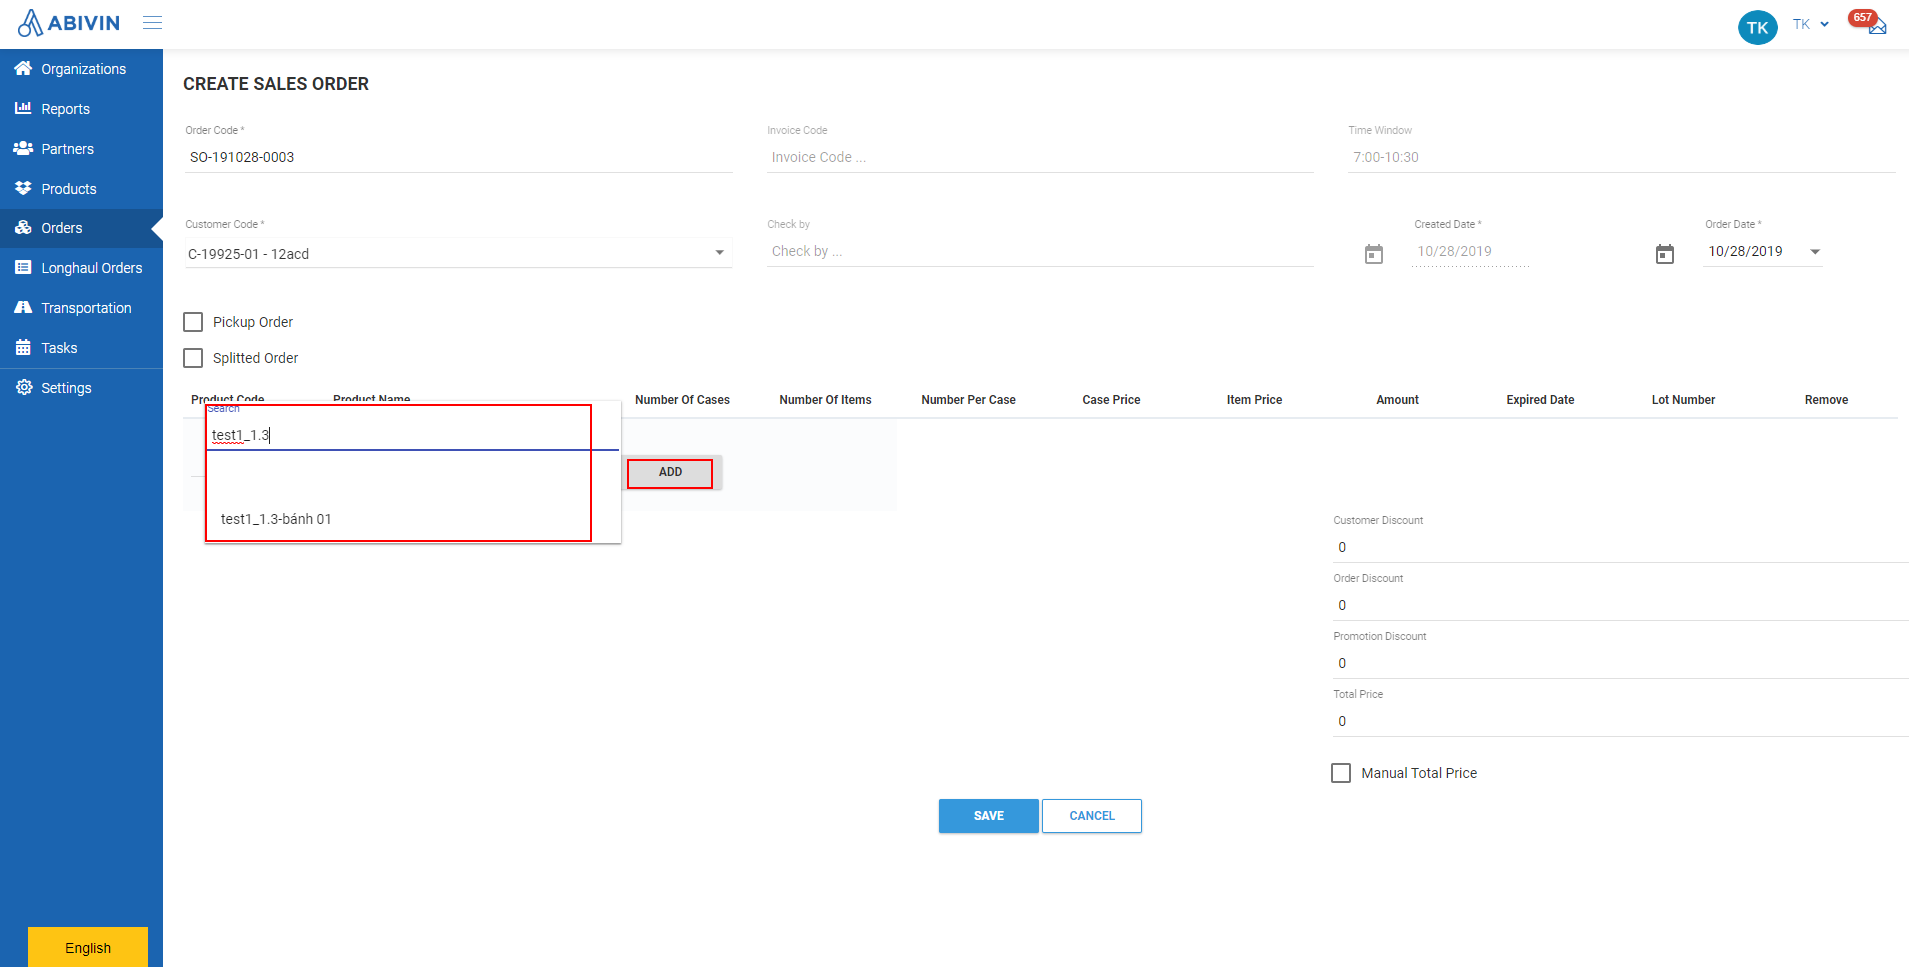 ABIVIN
TK
TK
657
Organizations
Reports
Partners
Products
Orders
Longhaul Orders
Transportation
Tasks
Settings
English
CREATE SALES ORDER
Order Code *
SO-191028-0003
Invoice Code
Invoice Code ...
Time Window
7:00-10:30
Customer Code *
C-19925-01 - 12acd
Check by
Check by ...
Created Date *
10/28/2019
Order Date *
10/28/2019
Pickup Order
Splitted Order
Product Code Product Name Number Of Cases Number Of Items Number Per Case Case Price Item Price Amount Expired Date Lot Number Remove
Search
test1_1.3
ADD
test1_1.3-bánh 01
Customer Discount
0
Order Discount
0
Promotion Discount
0
Total Price
0
Manual Total Price
SAVE CANCEL